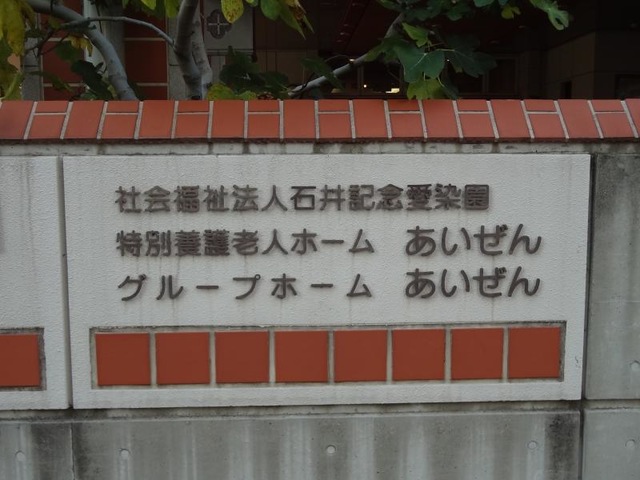 社会福祉法人石井記念愛染園
特別養護老人ホーム あいぜん
グループホーム あいぜん